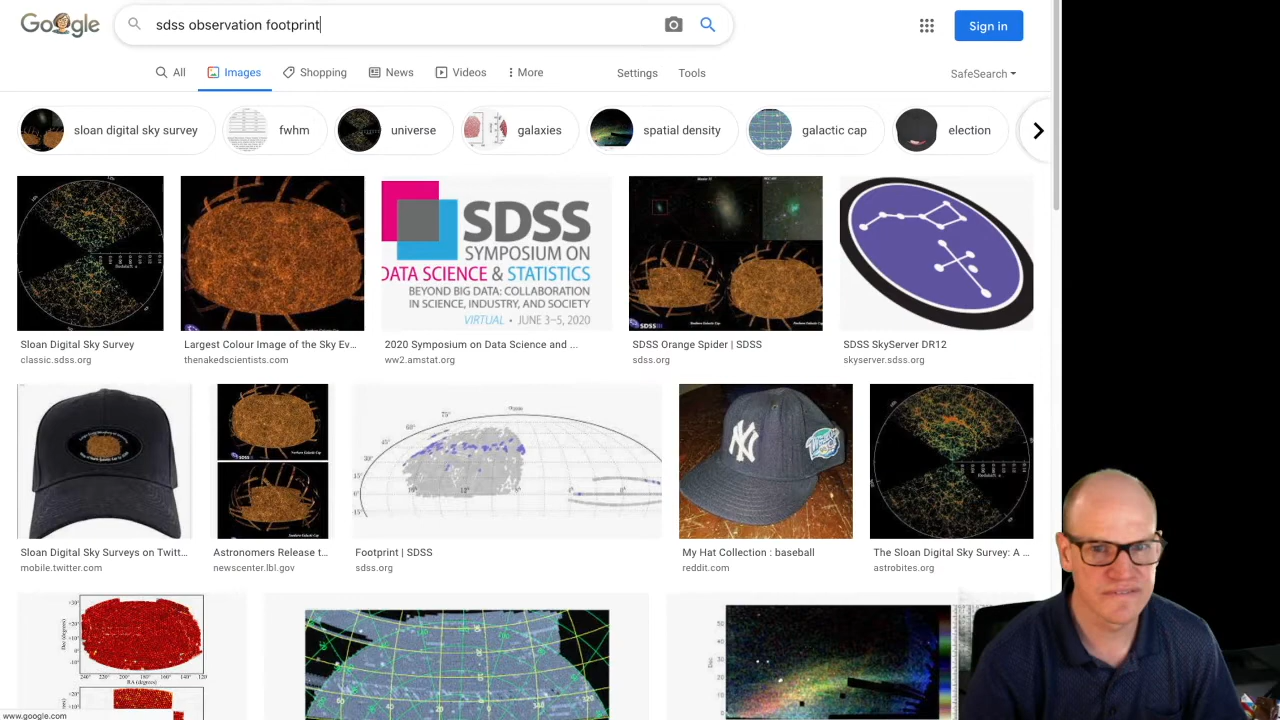 Google
sdss observation footprint
Sign in
All
Images
Shopping
News
Videos
More
Settings
Tools
SafeSearch
sloan digital sky survey
fwhm
universe
galaxies
spatial density
galactic cap
election
SDSS
SYMPOSIUM ON
DATA SCIENCE & STATISTICS
BEYOND BIG DATA: COLLABORATION
IN SCIENCE, INDUSTRY, AND SOCIETY
VIRTUAL • JUNE 3–5, 2020
Sloan Digital Sky Survey
classic.sdss.org
Largest Colour Image of the Sky Ev...
thenakedscientists.com
2020 Symposium on Data Science and ...
ww2.amstat.org
SDSS Orange Spider | SDSS
sdss.org
SDSS SkyServer DR12
skyserver.sdss.org
Sloan Digital Sky Surveys on Twitt...
mobile.twitter.com
Astronomers Release t...
newscenter.lbl.gov
Footprint | SDSS
sdss.org
My Hat Collection : baseball
reddit.com
The Sloan Digital Sky Survey: A ...
astrobites.org
RA (degrees)
www.google.com